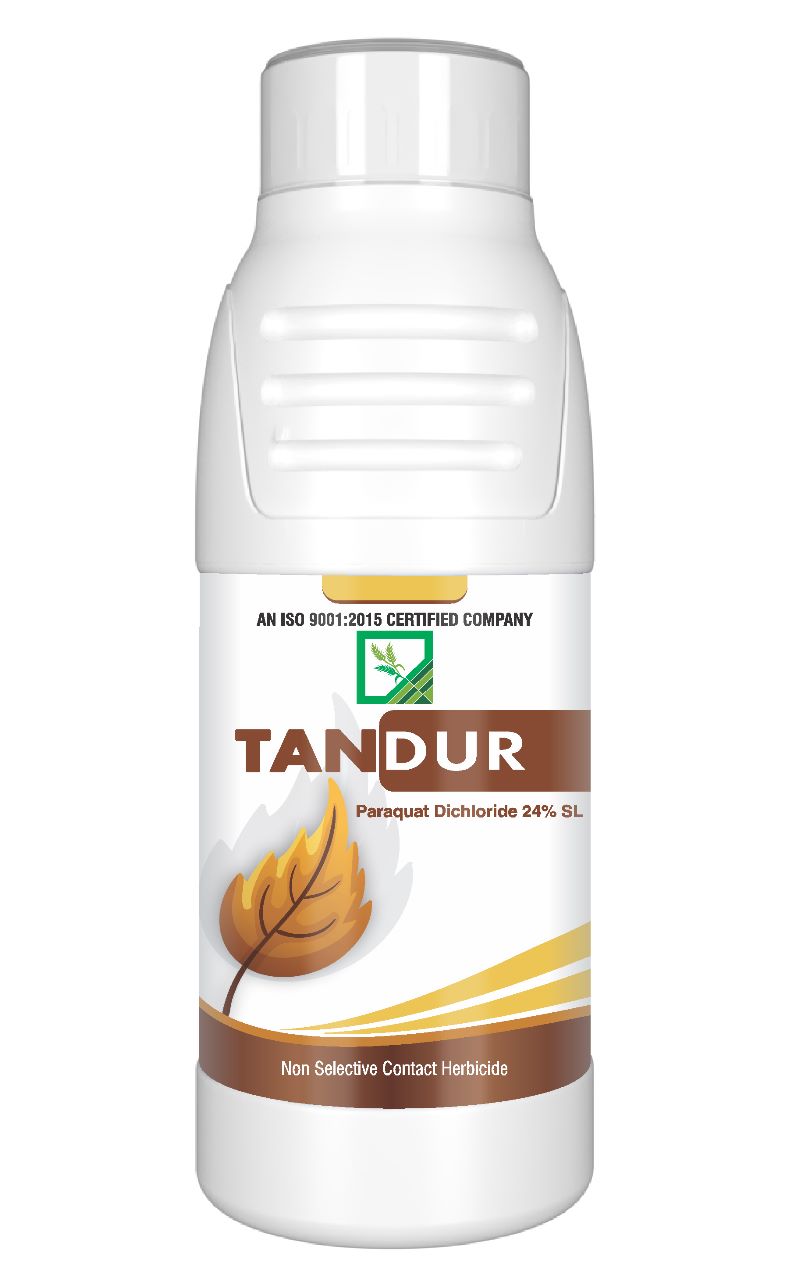 AN ISO 9001:2015 CERTIFIED COMPANY
TANDUR
Paraquat Dichloride 24% SL
Non Selective Contact Herbicide